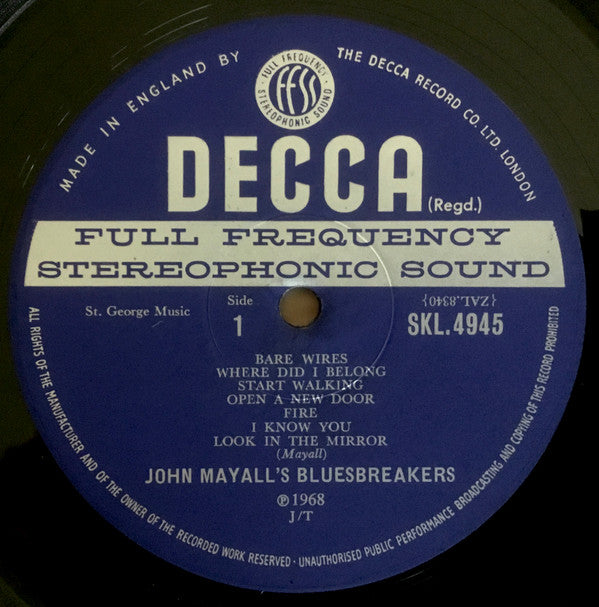 MADE IN ENGLAND BY
THE DECCA RECORD CO. LTD. LONDON
FULL FREQUENCY
FFSS
STEREOPHONIC SOUND
DECCA
(Regd.)
FULL FREQUENCY
STEREOPHONIC SOUND
St. George Music
Side
1
{ZAL.8340}
SKL.4945
BARE WIRES
WHERE DID I BELONG
START WALKING
OPEN A NEW DOOR
FIRE
I KNOW YOU
LOOK IN THE MIRROR
(Mayall)
JOHN MAYALL'S BLUESBREAKERS
℗1968
J/T
ALL RIGHTS OF THE MANUFACTURER AND OF THE OWNER OF THE RECORDED WORK RESERVED · UNAUTHORISED PUBLIC PERFORMANCE BROADCASTING AND COPYING OF THIS RECORD PROHIBITED